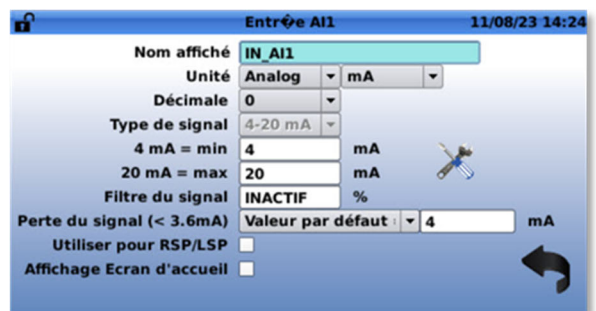 Entr�e AI1 11/08/23 14:24
Nom affiché IN_AI1
Unité Analog mA
Décimale 0
Type de signal 4-20 mA
4 mA = min 4 mA
20 mA = max 20 mA
Filtre du signal INACTIF %
Perte du signal (< 3.6mA) Valeur par défaut : 4 mA
Utiliser pour RSP/LSP
Affichage Ecran d'accueil